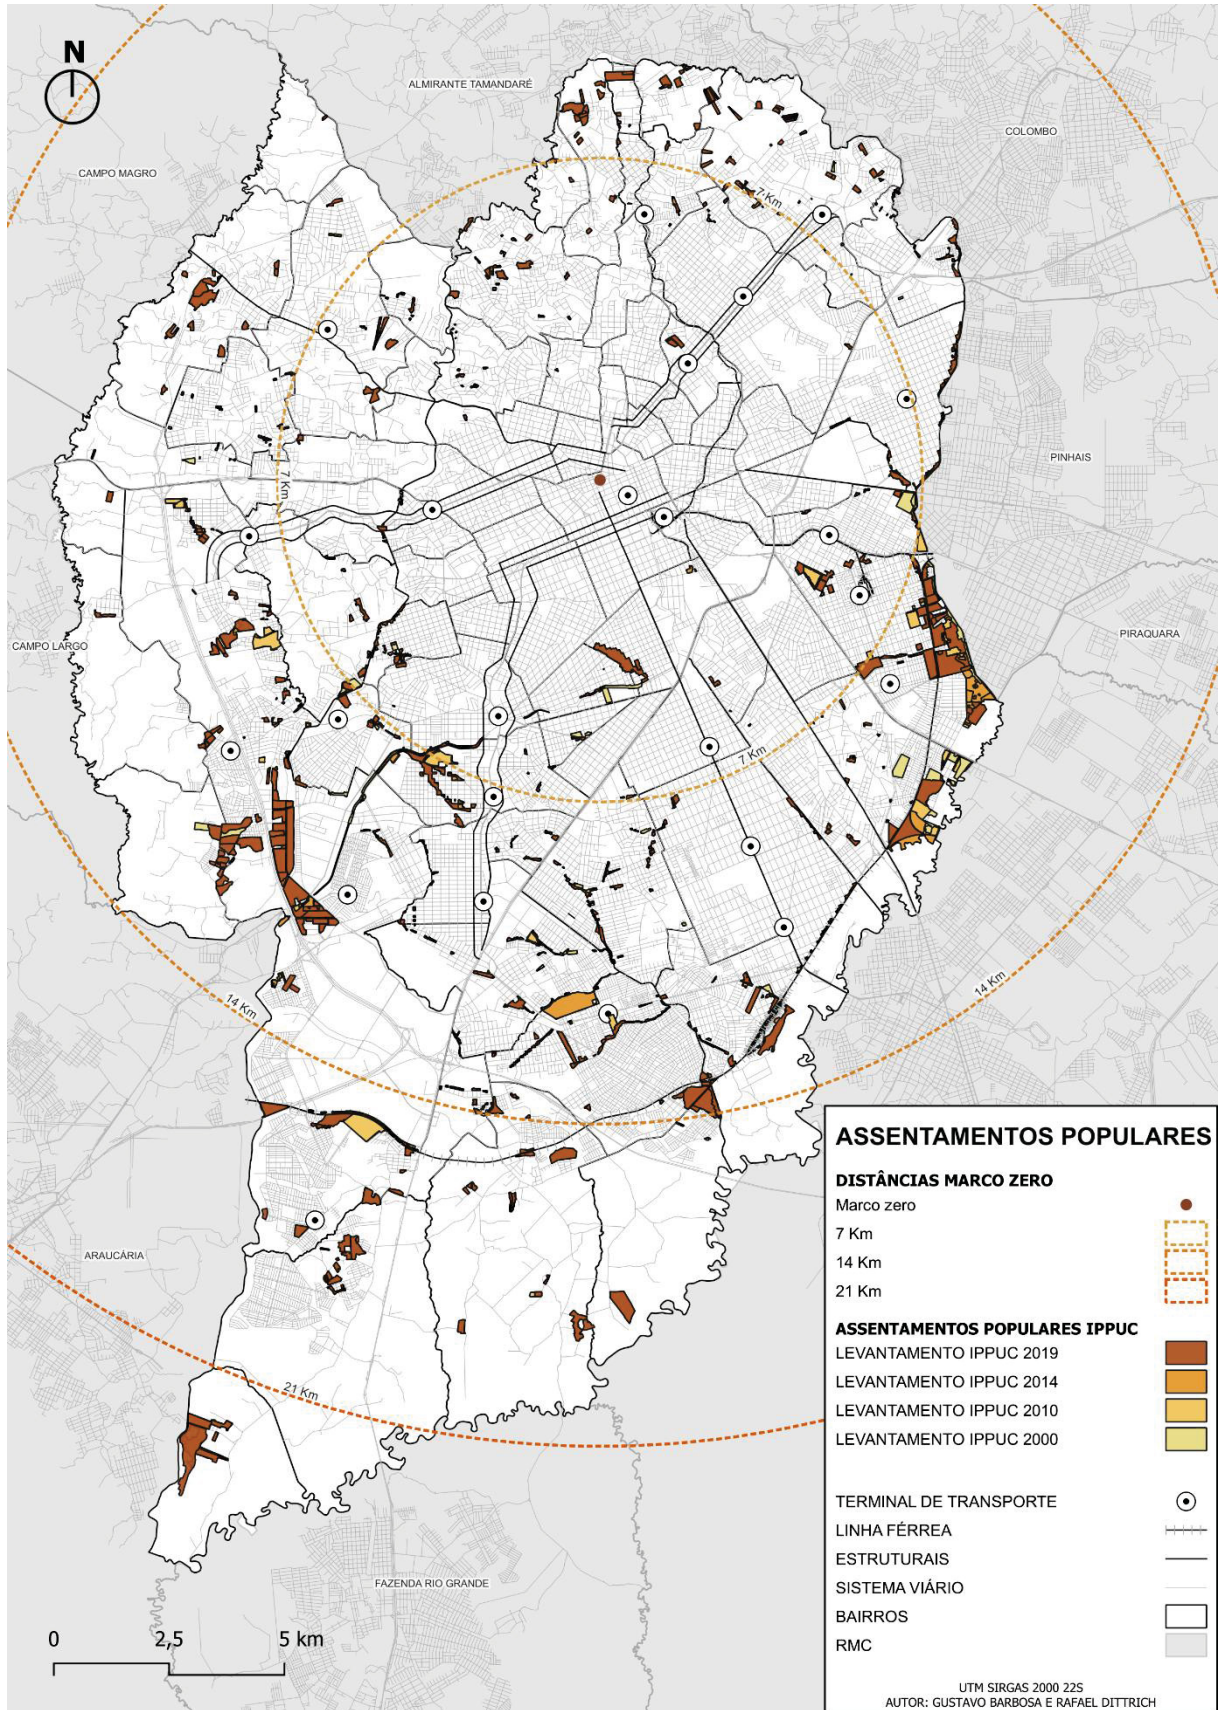 N
ALMIRANTE TAMANDARÉ
COLOMBO
CAMPO MAGRO
7 Km
PINHAIS
7 Km
PIRAQUARA
CAMPO LARGO
7 Km
14 Km
14 Km
ARAUCÁRIA
21 Km
FAZENDA RIO GRANDE
0 2,5 5 km
ASSENTAMENTOS POPULARES
DISTÂNCIAS MARCO ZERO
Marco zero
7 Km
14 Km
21 Km
ASSENTAMENTOS POPULARES IPPUC
LEVANTAMENTO IPPUC 2019
LEVANTAMENTO IPPUC 2014
LEVANTAMENTO IPPUC 2010
LEVANTAMENTO IPPUC 2000
TERMINAL DE TRANSPORTE
LINHA FÉRREA
ESTRUTURAIS
SISTEMA VIÁRIO
BAIRROS
RMC
UTM SIRGAS 2000 22S
AUTOR: GUSTAVO BARBOSA E RAFAEL DITTRICH